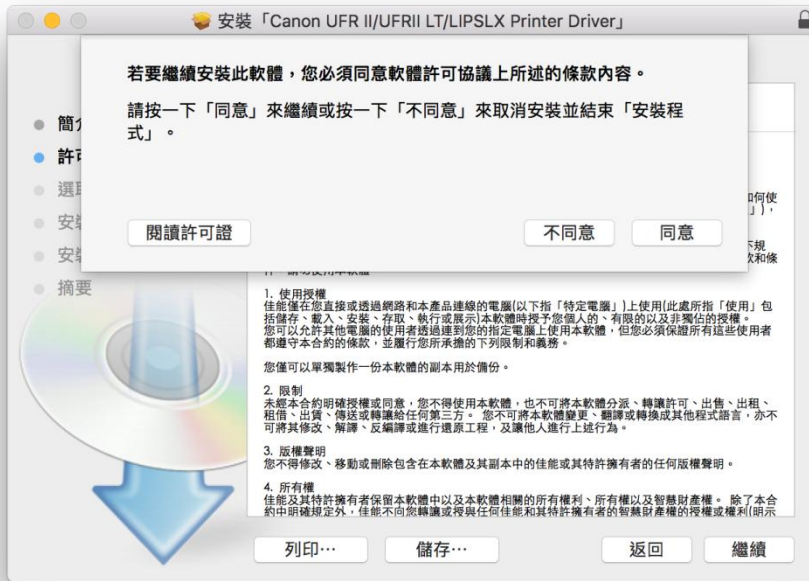 安裝「Canon UFR II/UFRII LT/LIPSLX Printer Driver」
若要繼續安裝此軟體，您必須同意軟體許可協議上所述的條款內容。
請按一下「同意」來繼續或按一下「不同意」來取消安裝並結束「安裝程
式」。
閱讀許可證
不同意
同意
簡介
許可
選取
安裝
安裝
摘要
如何使
」)，
下規
款和條
1. 使用授權
佳能僅在您直接或透過網路和本產品連線的電腦(以下指「特定電腦」)上使用(此處所指「使用」包
括儲存、載入、安裝、存取、執行或展示)本軟體時授予您個人的、有限的以及非獨佔的授權。
您可以允許其他電腦的使用者透過連到您的指定電腦上使用本軟體，但您必須保證所有這些使用者
都遵守本合約的條款，並履行您所承擔的下列限制和義務。
您僅可以單獨製作一份本軟體的副本用於備份。
2. 限制
未經本合約明確授權或同意，您不得使用本軟體，也不可將本軟體分派、轉讓許可、出售、出租、
租借、出賃、傳送或轉讓給任何第三方。 您不可將本軟體變更、翻譯或轉換成其他程式語言，亦不
可將其修改、解譯、反編譯或進行還原工程，及讓他人進行上述行為。
3. 版權聲明
您不得修改、移動或刪除包含在本軟體及其副本中的佳能或其特許擁有者的任何版權聲明。
4. 所有權
佳能及其特許擁有者保留本軟體中以及本軟體相關的所有權利、所有權以及智慧財產權。 除了本合
約中明確規定外，佳能不向您轉讓或授與任何佳能和其特許擁有者的智慧財產權的授權或權利(明示
列印…
儲存…
返回
繼續